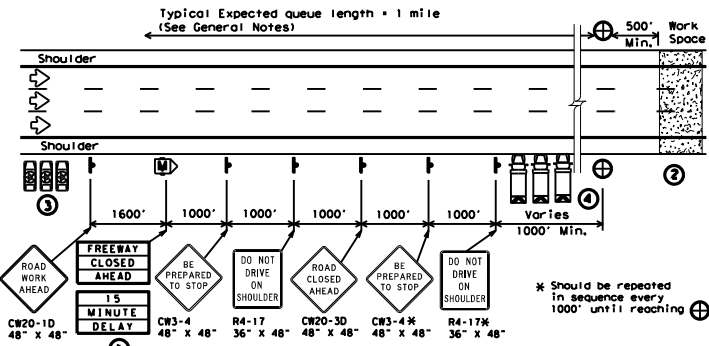 Typical Expected queue length = 1 mile
(See General Notes)
500'
Min.
Work
Space
Shoulder
Shoulder
M
3
4
2
1600'
1000'
1000'
1000'
1000'
1000'
Varies
1000' Min.
ROAD
WORK
AHEAD
FREEWAY
CLOSED
AHEAD
BE
PREPARED
TO STOP
DO NOT
DRIVE
ON
SHOULDER
ROAD
CLOSED
AHEAD
BE
PREPARED
TO STOP
DO NOT
DRIVE
ON
SHOULDER
15
MINUTE
DELAY
* Should be repeated
in sequence every
1000' until reaching
CW20-1D
48" X 48"
CW3-4
48" X 48"
R4-17
36" X 48"
CW20-3D
48" X 48"
CW3-4*
48" X 48"
R4-17*
36" X 48"